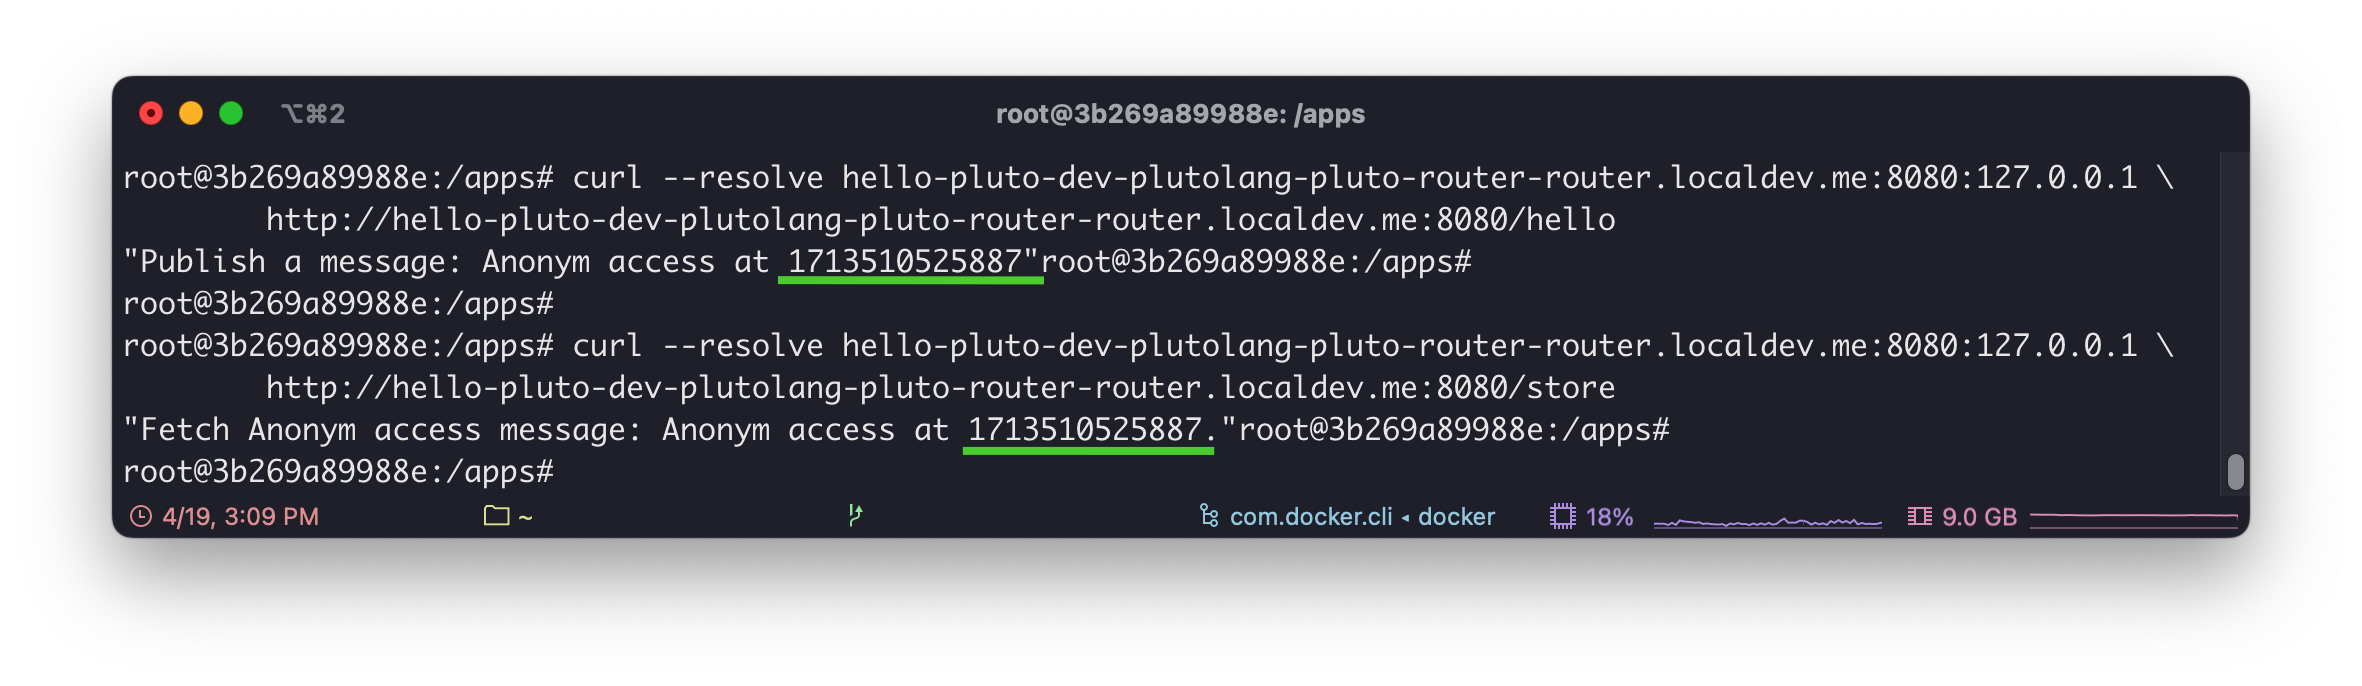 ⌥⌘2
root@3b269a89988e: /apps
root@3b269a89988e:/apps# curl --resolve hello-pluto-dev-plutolang-pluto-router-router.localdev.me:8080:127.0.0.1 \
http://hello-pluto-dev-plutolang-pluto-router-router.localdev.me:8080/hello
"Publish a message: Anonym access at 1713510525887"root@3b269a89988e:/apps#
root@3b269a89988e:/apps#
root@3b269a89988e:/apps# curl --resolve hello-pluto-dev-plutolang-pluto-router-router.localdev.me:8080:127.0.0.1 \
http://hello-pluto-dev-plutolang-pluto-router-router.localdev.me:8080/store
"Fetch Anonym access message: Anonym access at 1713510525887."root@3b269a89988e:/apps#
root@3b269a89988e:/apps#
4/19, 3:09 PM ~ com.docker.cli ◂ docker 18% 9.0 GB